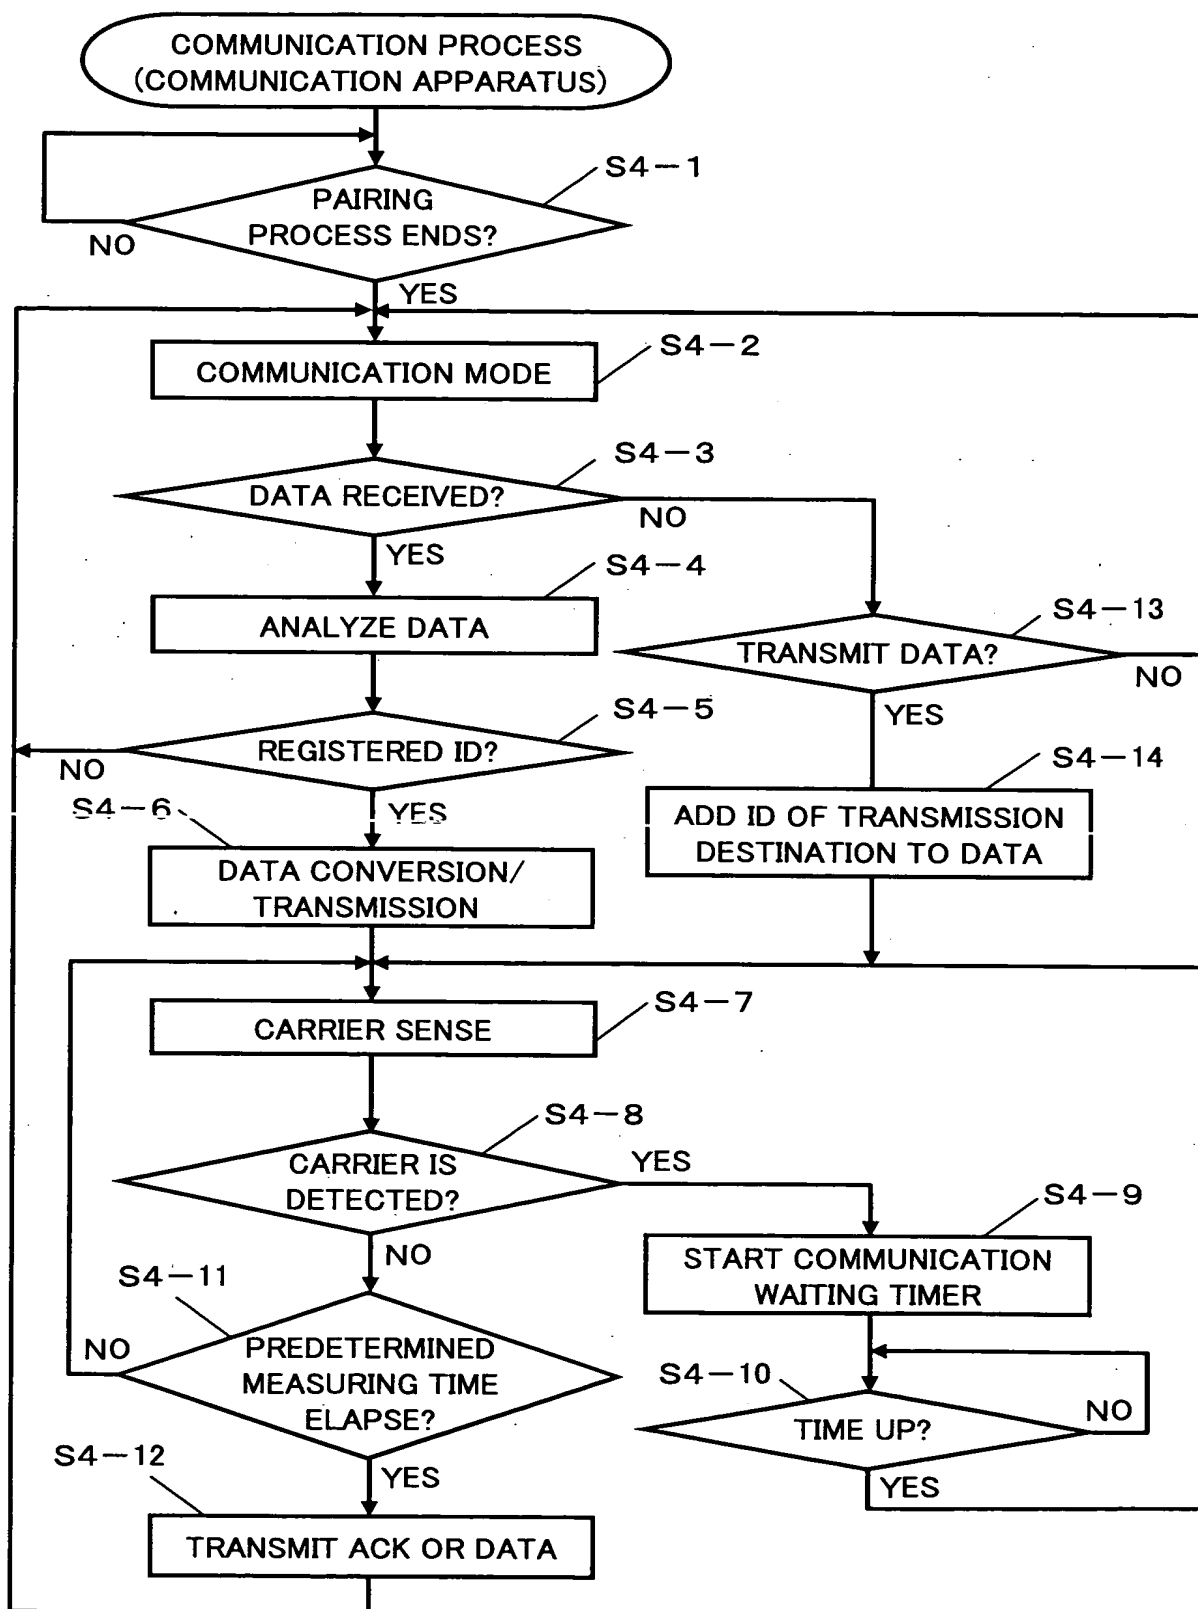 COMMUNICATION PROCESS
(COMMUNICATION APPARATUS)
S4-1
PAIRING
PROCESS ENDS?
NO
YES
S4-2
COMMUNICATION MODE
S4-3
DATA RECEIVED?
NO
YES
S4-4
ANALYZE DATA
S4-13
TRANSMIT DATA?
NO
YES
S4-5
REGISTERED ID?
NO
YES
S4-14
ADD ID OF TRANSMISSION
DESTINATION TO DATA
S4-6
DATA CONVERSION/
TRANSMISSION
S4-7
CARRIER SENSE
S4-8
CARRIER IS
DETECTED?
YES
NO
S4-9
START COMMUNICATION
WAITING TIMER
S4-11
PREDETERMINED
MEASURING TIME
ELAPSE?
NO
YES
S4-10
TIME UP?
NO
YES
S4-12
TRANSMIT ACK OR DATA